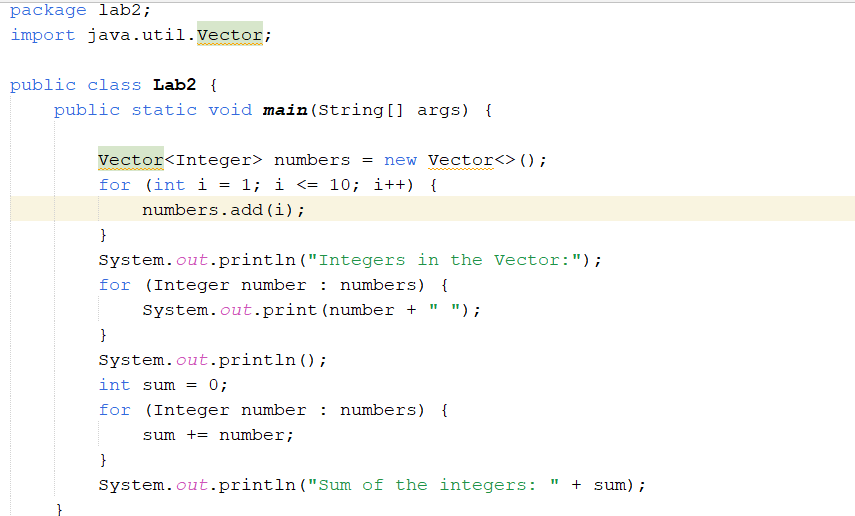 package lab2;
import java.util.Vector;
public class Lab2 {
    public static void main(String[] args) {
        Vector<Integer> numbers = new Vector<>();
        for (int i = 1; i <= 10; i++) {
            numbers.add(i);
        }
        System.out.println("Integers in the Vector:");
        for (Integer number : numbers) {
            System.out.print(number + " ");
        }
        System.out.println();
        int sum = 0;
        for (Integer number : numbers) {
            sum += number;
        }
        System.out.println("Sum of the integers: " + sum);
    }